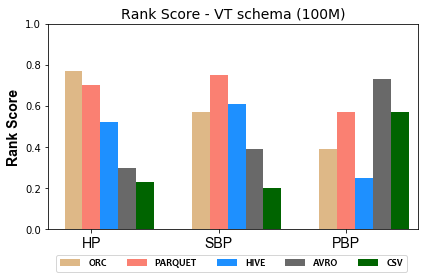 Rank Score - VT schema (100M)
1.0
0.8
0.6
0.4
0.2
0.0
Rank Score
HP SBP PBP
ORC PARQUET HIVE AVRO CSV